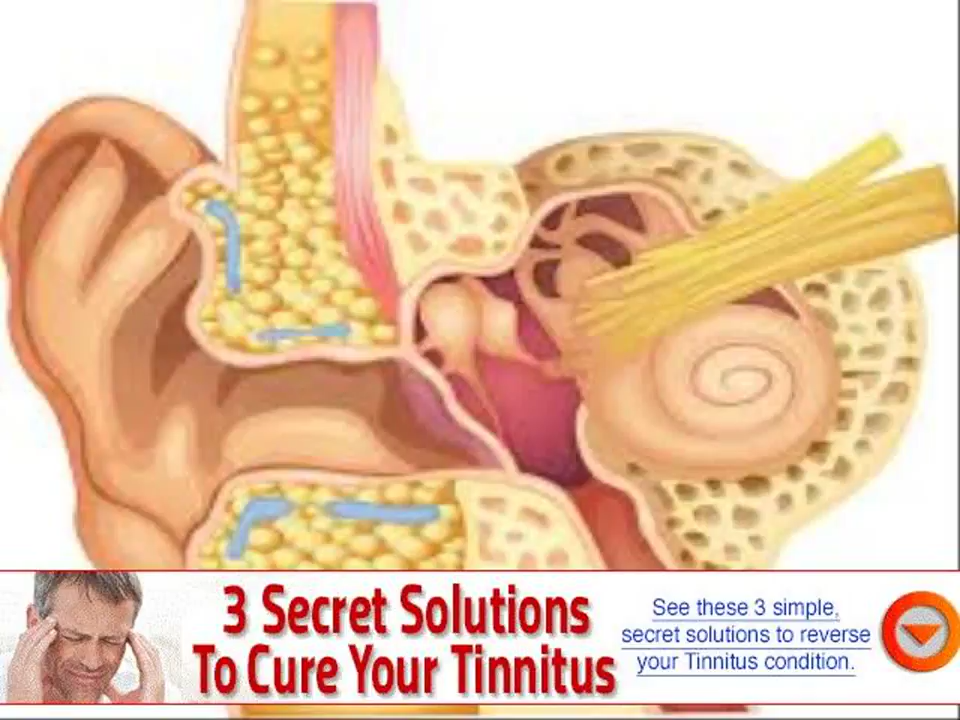 3 Secret Solutions
To Cure Your Tinnitus
See these 3 simple,
secret solutions to reverse
your Tinnitus condition.